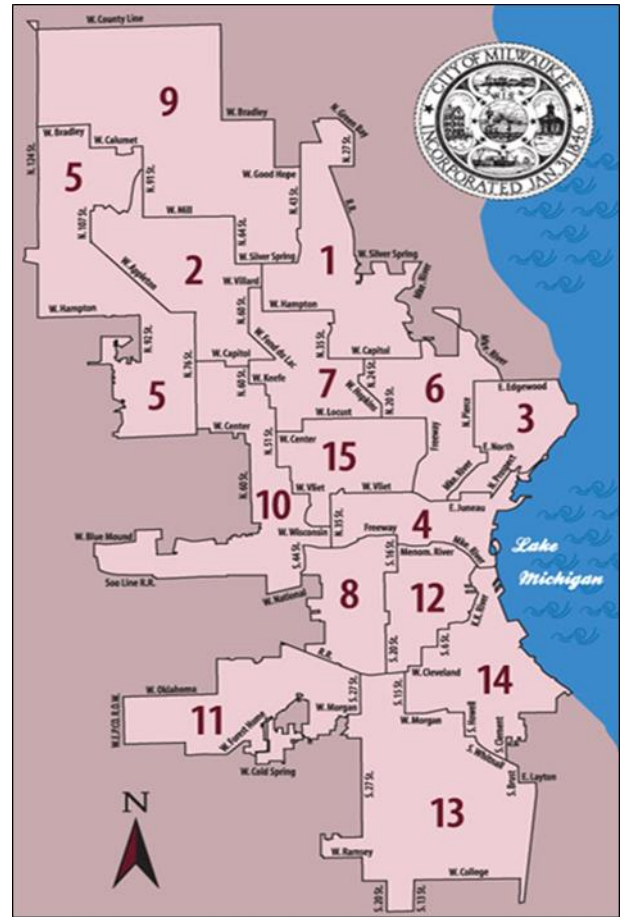 W. County Line
CITY OF MILWAUKEE
INCORPORATED JAN 31 1846
WIS
9
W. Bradley
N. Green Bay
W. Bradley
N. 124 St.
W. Calumet
N. 27 St.
5
N. 91 St.
W. Good Hope
N. 43 St.
R.R.
N. 107 St.
W. Mill
N. 64 St.
W. Silver Spring
1
W. Silver Spring
2
W. Appleton
W. Villard
Mke. River
W. Hampton
N. 60 St.
W. Hampton
W. Fond du Lac
N. 92 St.
N. 76 St.
N. 35 St.
W. Capitol
W. Capitol
Mke. River
5
N. 60 St.
W. Keefe
7
N. 24 St.
W. Hopkins
N. 20 St.
6
E. Edgewood
N. Pierce
3
W. Locust
Freeway
W. Center
N. 51 St.
W. Center
E. North
15
N. 60 St.
Mke. River
N. Prospect
10
W. Vliet
W. Vliet
E. Juneau
W. Wisconsin
N. 35 St.
4
W. Blue Mound
Freeway
Lake
Michigan
S. 44 St.
S. 16 St.
Menom. River
Mke. River
Soo Line R.R.
W. National
8
12
K.K. River
S. 20 St.
S. 6 St.
R.R.
W. Cleveland
14
W. Oklahoma
S. 27 St.
S. 15 St.
11
W. Morgan
W. Morgan
S. Howell
S. Clement
W. Forest Home
S. Whitnall
W. Cold Spring
E. Layton
N
S. 27 St.
13
W. Ramsey
W. College
S. 20 St.
S. 13 St.